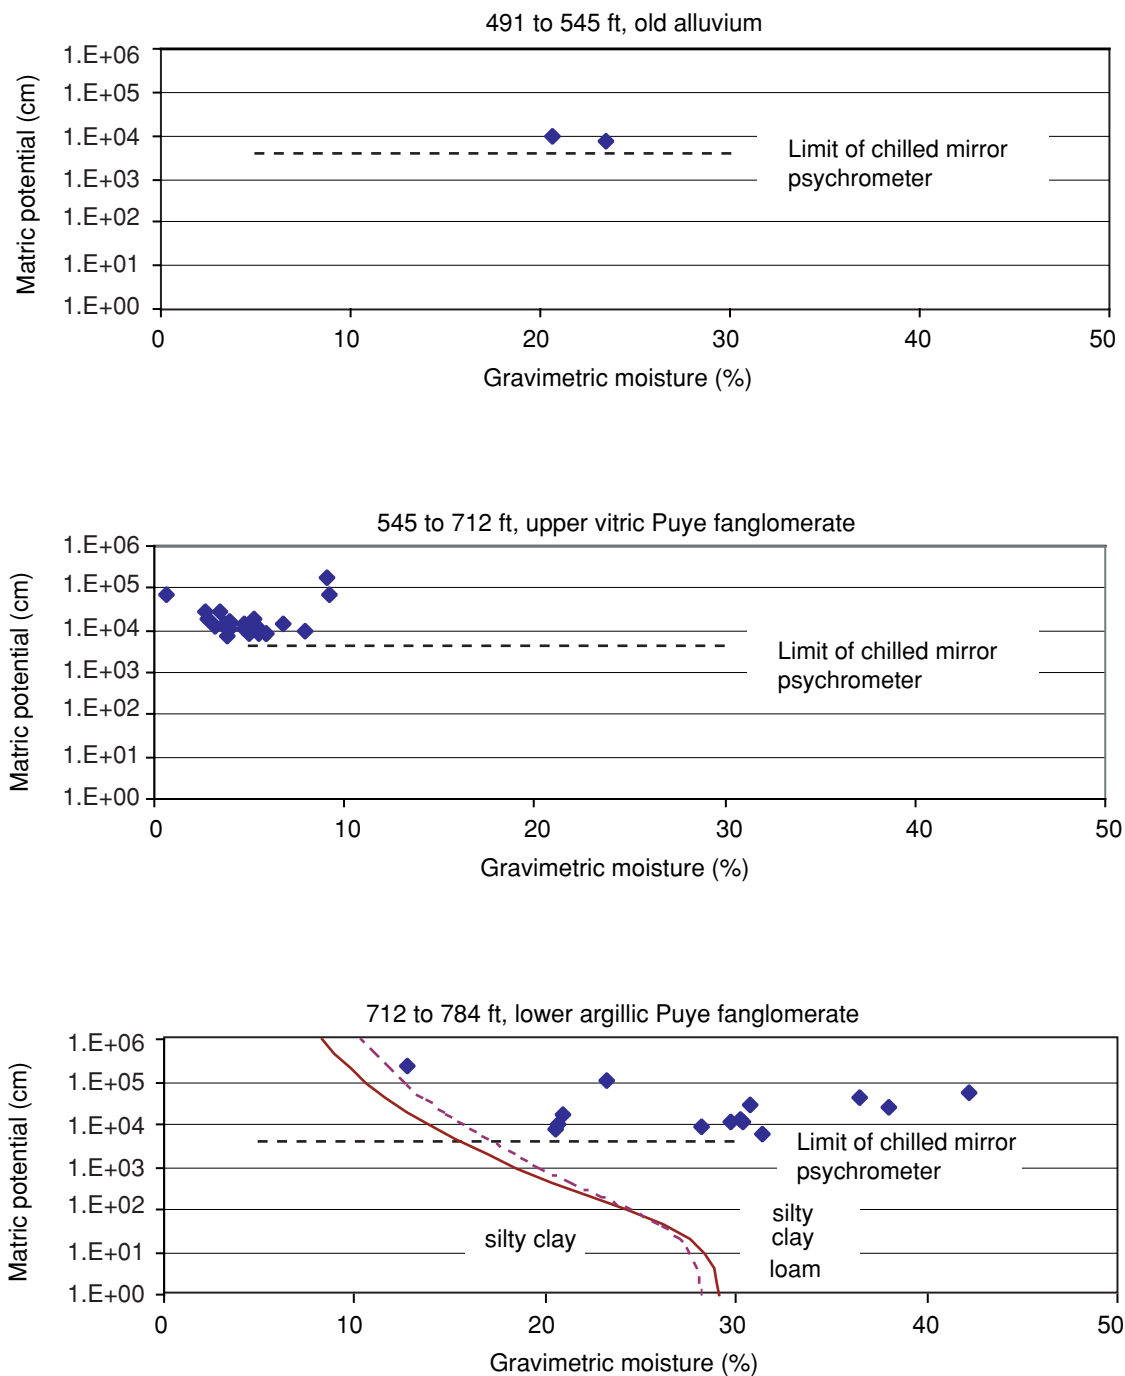 491 to 545 ft, old alluvium
Matric potential (cm)
1.E+06
1.E+05
1.E+04
1.E+03
1.E+02
1.E+01
1.E+00
Limit of chilled mirror
psychrometer
0 10 20 30 40 50
Gravimetric moisture (%)
545 to 712 ft, upper vitric Puye fanglomerate
Matric potential (cm)
1.E+06
1.E+05
1.E+04
1.E+03
1.E+02
1.E+01
1.E+00
Limit of chilled mirror
psychrometer
0 10 20 30 40 50
Gravimetric moisture (%)
712 to 784 ft, lower argillic Puye fanglomerate
Matric potential (cm)
1.E+06
1.E+05
1.E+04
1.E+03
1.E+02
1.E+01
1.E+00
Limit of chilled mirror
psychrometer
silty clay
silty
clay
loam
0 10 20 30 40 50
Gravimetric moisture (%)